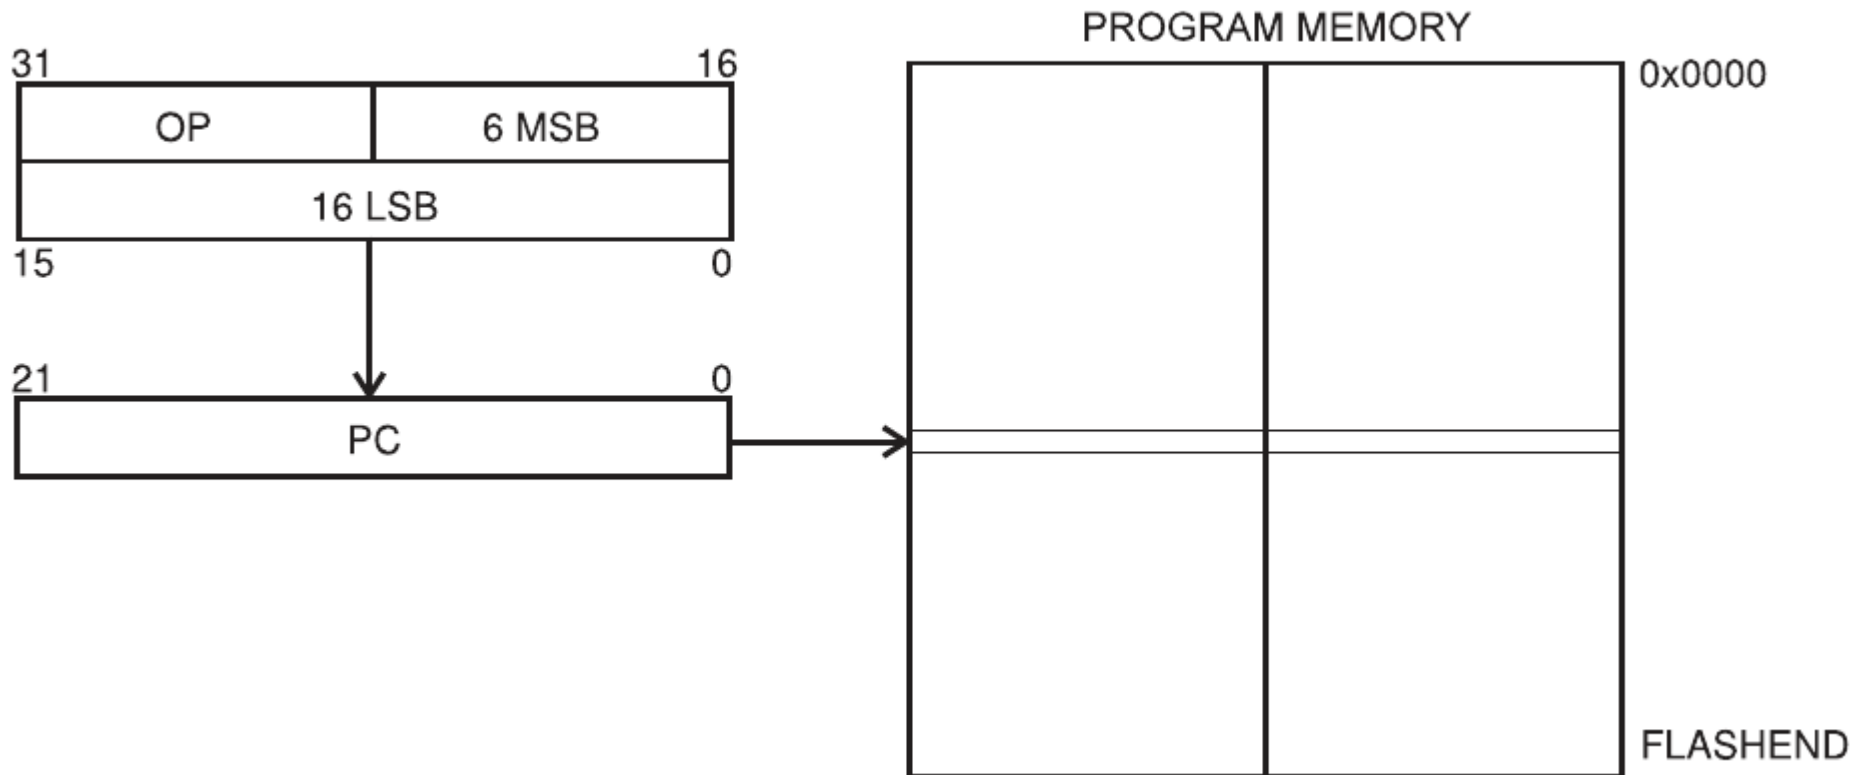 PROGRAM MEMORY
31 16
0x0000
OP 6 MSB
16 LSB
15 0
21 0
PC
FLASHEND